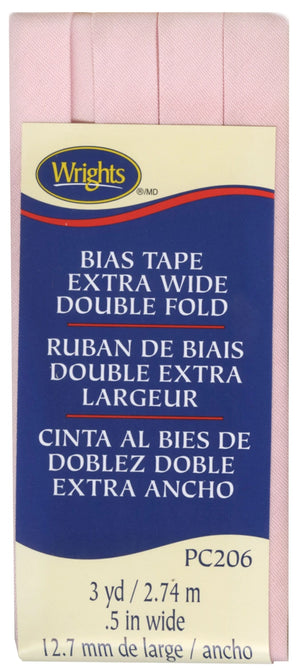 Wrights
®/MD
BIAS TAPE
EXTRA WIDE
DOUBLE FOLD
RUBAN DE BIAIS
DOUBLE EXTRA
LARGEUR
CINTA AL BIES DE
DOBLEZ DOBLE
EXTRA ANCHO
PC206
3 yd / 2.74 m
.5 in wide
12.7 mm de large / ancho